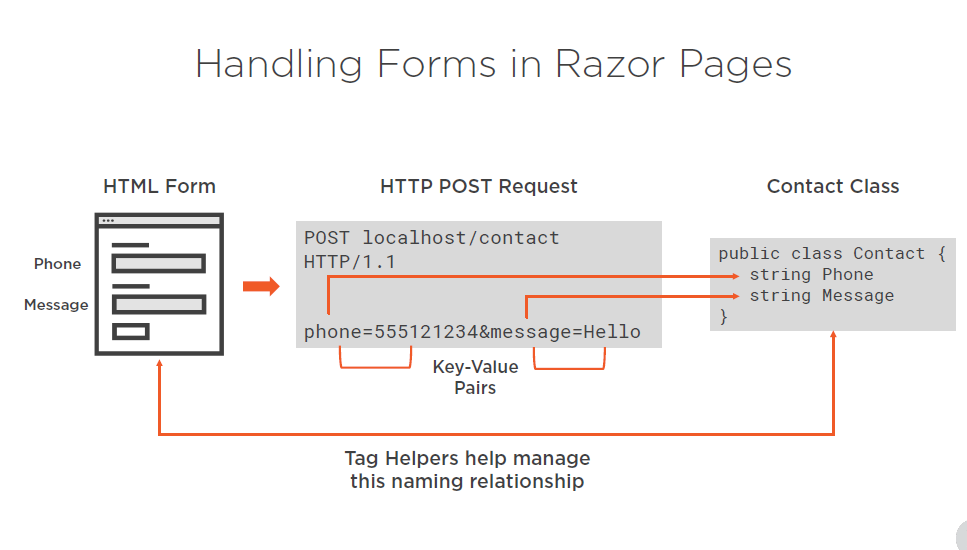 Handling Forms in Razor Pages
HTML Form
Phone
Message
HTTP POST Request
POST localhost/contact
HTTP/1.1
phone=555121234&message=Hello
Key-Value
Pairs
Contact Class
public class Contact {
string Phone
string Message
}
Tag Helpers help manage
this naming relationship